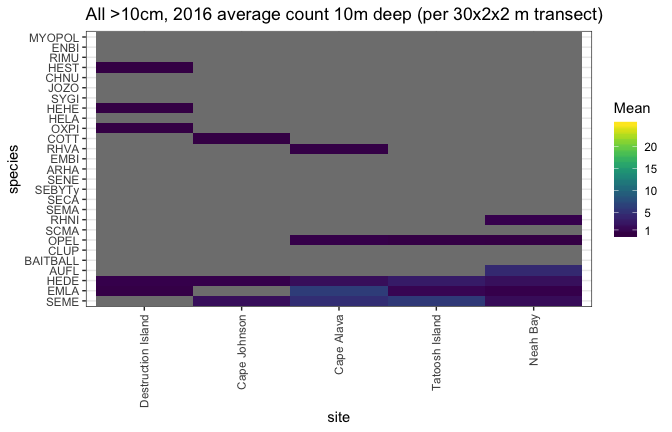 All >10cm, 2016 average count 10m deep (per 30x2x2 m transect)
species
MYOPOL
ENBI
RIMU
HEST
CHNU
JOZO
SYGI
HEHE
HELA
OXPI
COTT
RHVA
EMBI
ARHA
SENE
SEBYTy
SECA
SEMA
RHNI
SCMA
OPEL
CLUP
BAITBALL
AUFL
HEDE
EMLA
SEME
Destruction Island
Cape Johnson
Cape Alava
Tatoosh Island
Neah Bay
site
Mean
20
15
10
5
1